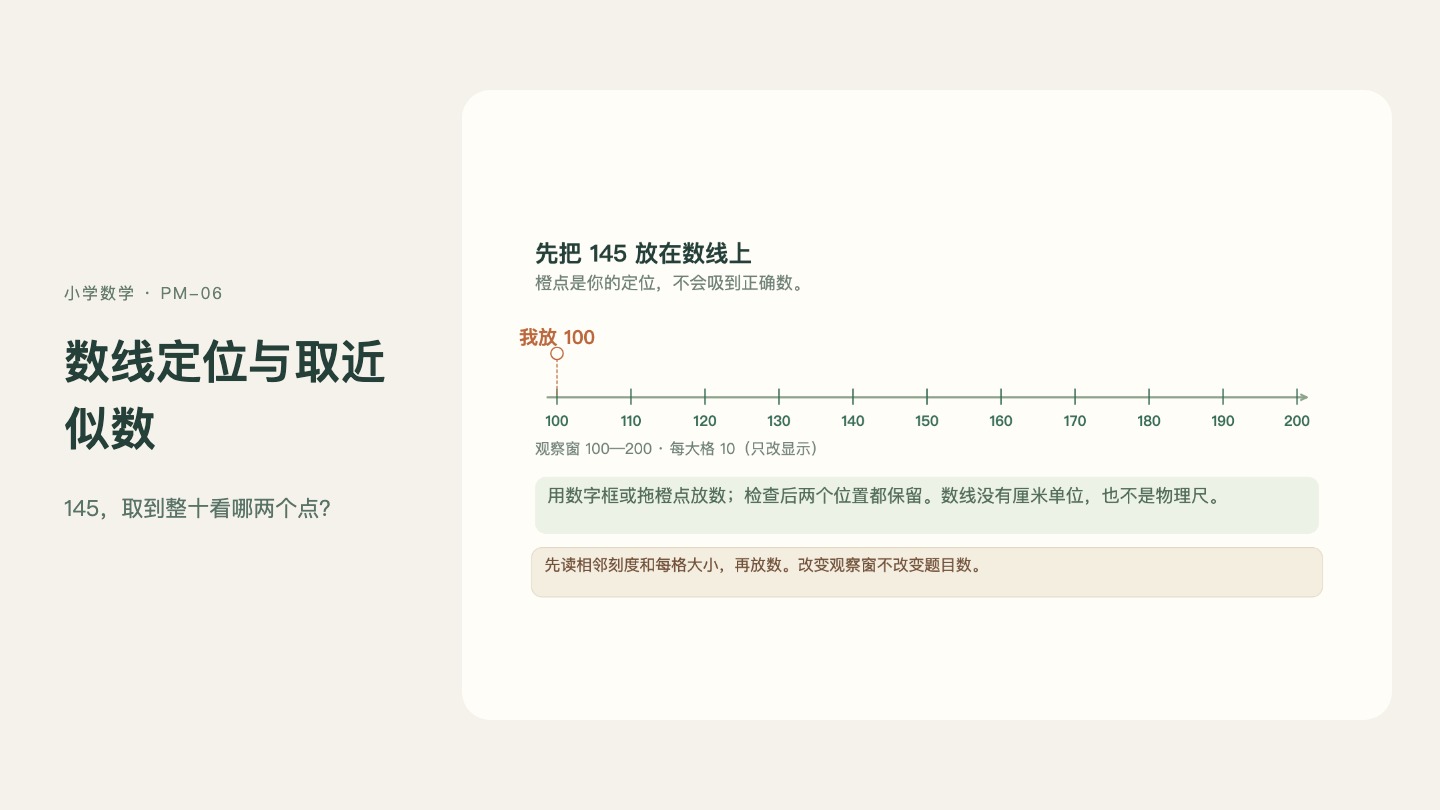 小学数学 · PM–06
数线定位与取近
似数
145，取到整十看哪两个点？
先把 145 放在数线上
橙点是你的定位，不会吸到正确数。
我放 100
100 110 120 130 140 150 160 170 180 190 200
观察窗 100—200 · 每大格 10（只改显示）
用数字框或拖橙点放数；检查后两个位置都保留。数线没有厘米单位，也不是物理尺。
先读相邻刻度和每格大小，再放数。改变观察窗不改变题目数。